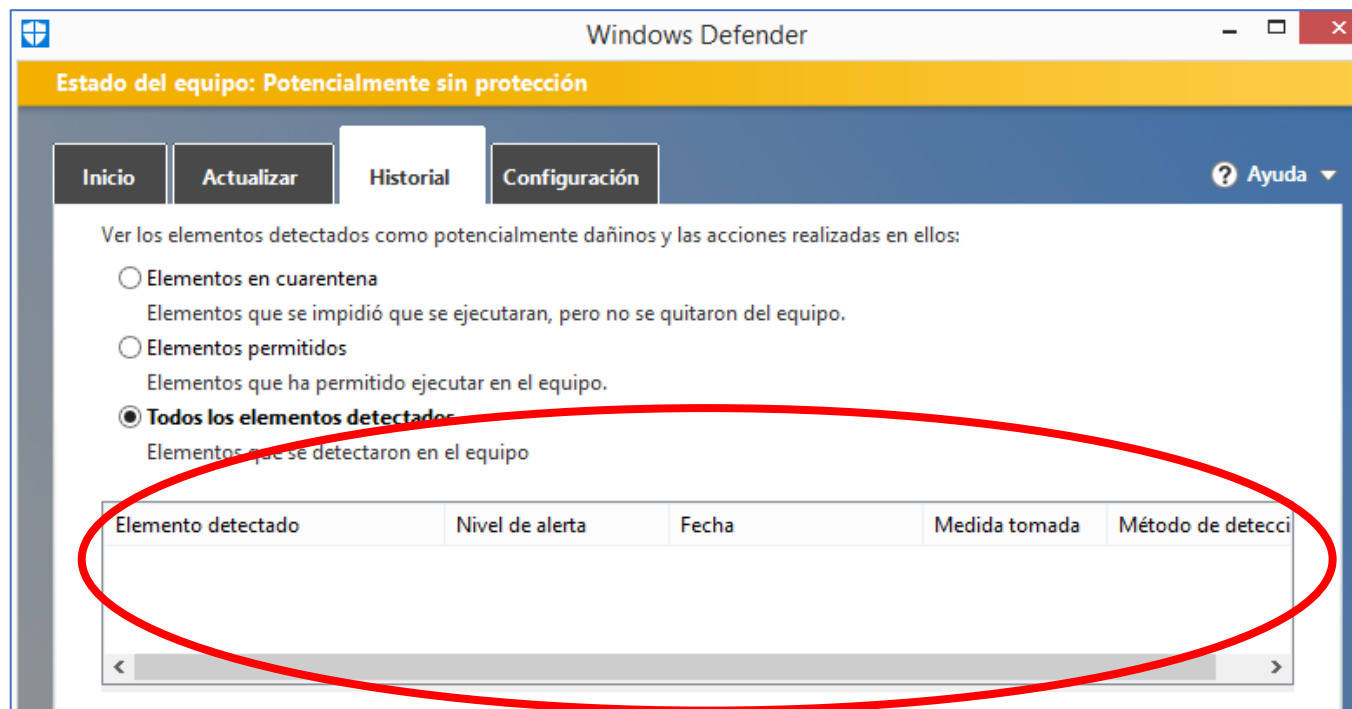 Windows Defender
Estado del equipo: Potencialmente sin protección
Inicio Actualizar Historial Configuración Ayuda
Ver los elementos detectados como potencialmente dañinos y las acciones realizadas en ellos:
Elementos en cuarentena
Elementos que se impidió que se ejecutaran, pero no se quitaron del equipo.
Elementos permitidos
Elementos que ha permitido ejecutar en el equipo.
Todos los elementos detectados
Elementos que se detectaron en el equipo
Elemento detectado Nivel de alerta Fecha Medida tomada Método de detecci